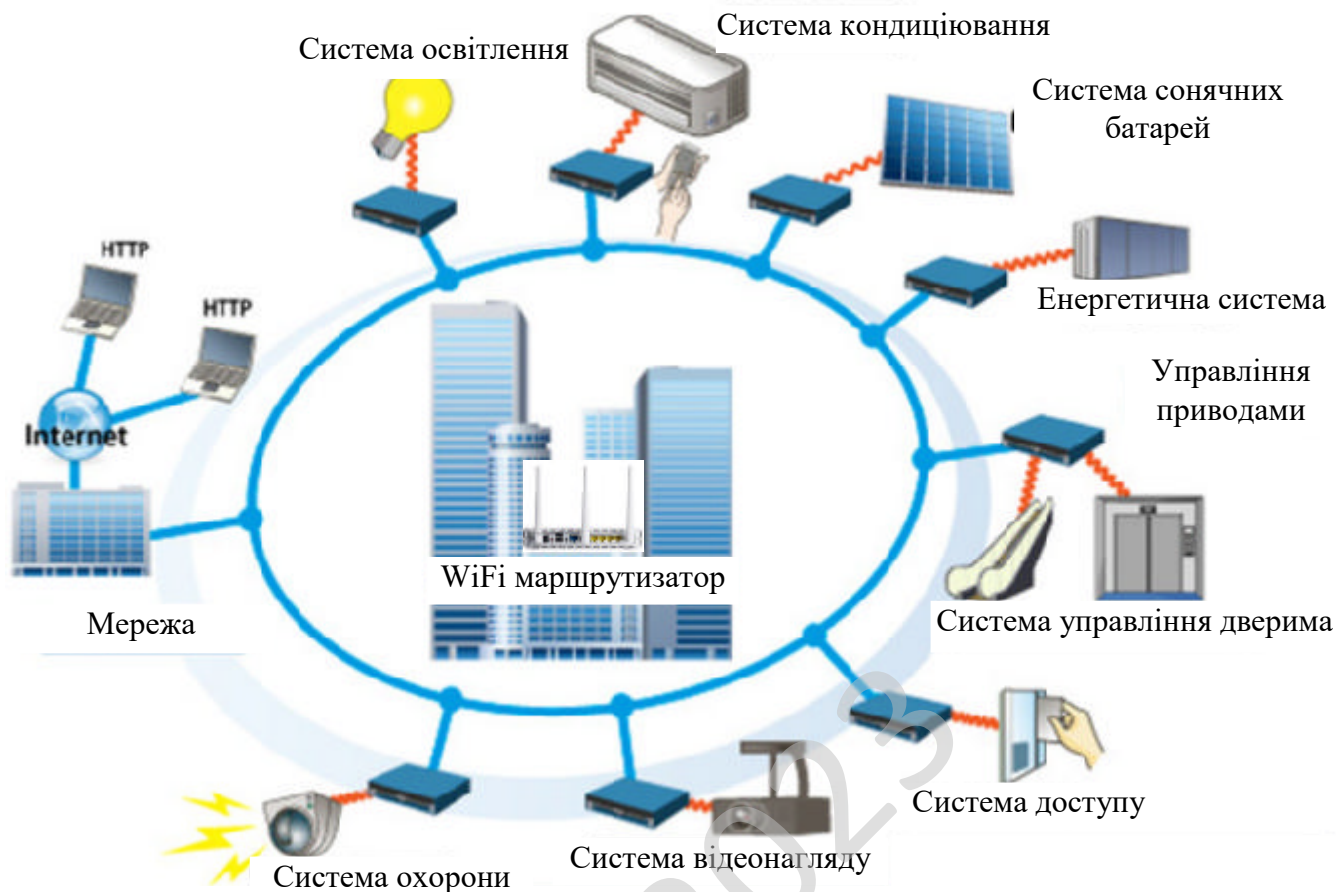 Система кондиціювання
Система освітлення
Система сонячних
батарей
HTTP
HTTP
Енергетична система
Управління
приводами
Internet
WiFi маршрутизатор
Мережа
Система управління дверима
Система доступу
Система відеонагляду
Система охорони
2023